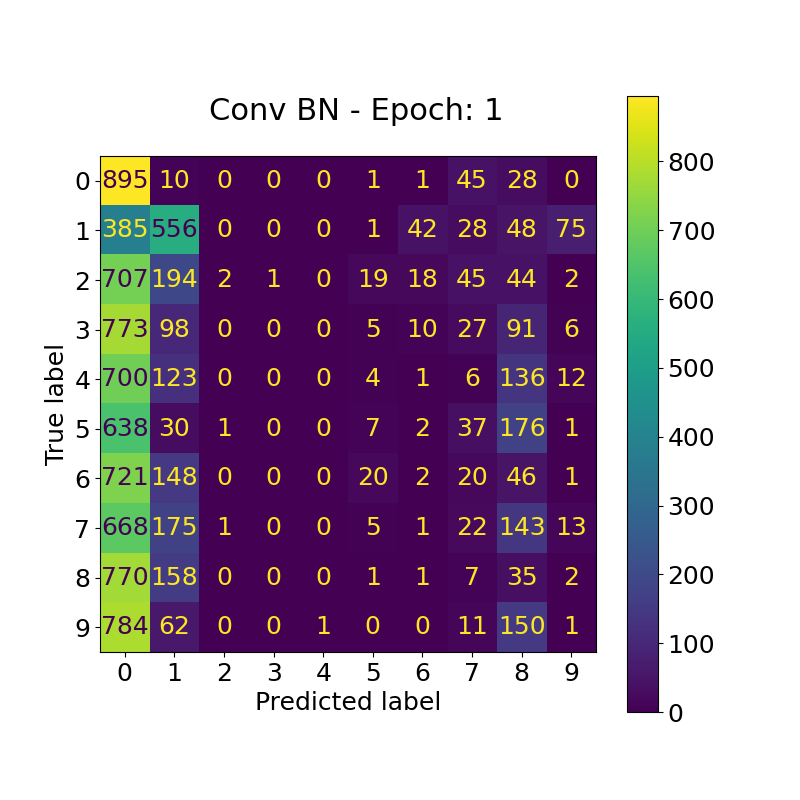 Conv BN - Epoch: 1
0 895 10 0 0 0 1 1 45 28 0
1 385 556 0 0 0 1 42 28 48 75
2 707 194 2 1 0 19 18 45 44 2
3 773 98 0 0 0 5 10 27 91 6
4 700 123 0 0 0 4 1 6 136 12
5 638 30 1 0 0 7 2 37 176 1
6 721 148 0 0 0 20 2 20 46 1
7 668 175 1 0 0 5 1 22 143 13
8 770 158 0 0 0 1 1 7 35 2
9 784 62 0 0 1 0 0 11 150 1
0 1 2 3 4 5 6 7 8 9
Predicted label
True label
800
700
600
500
400
300
200
100
0